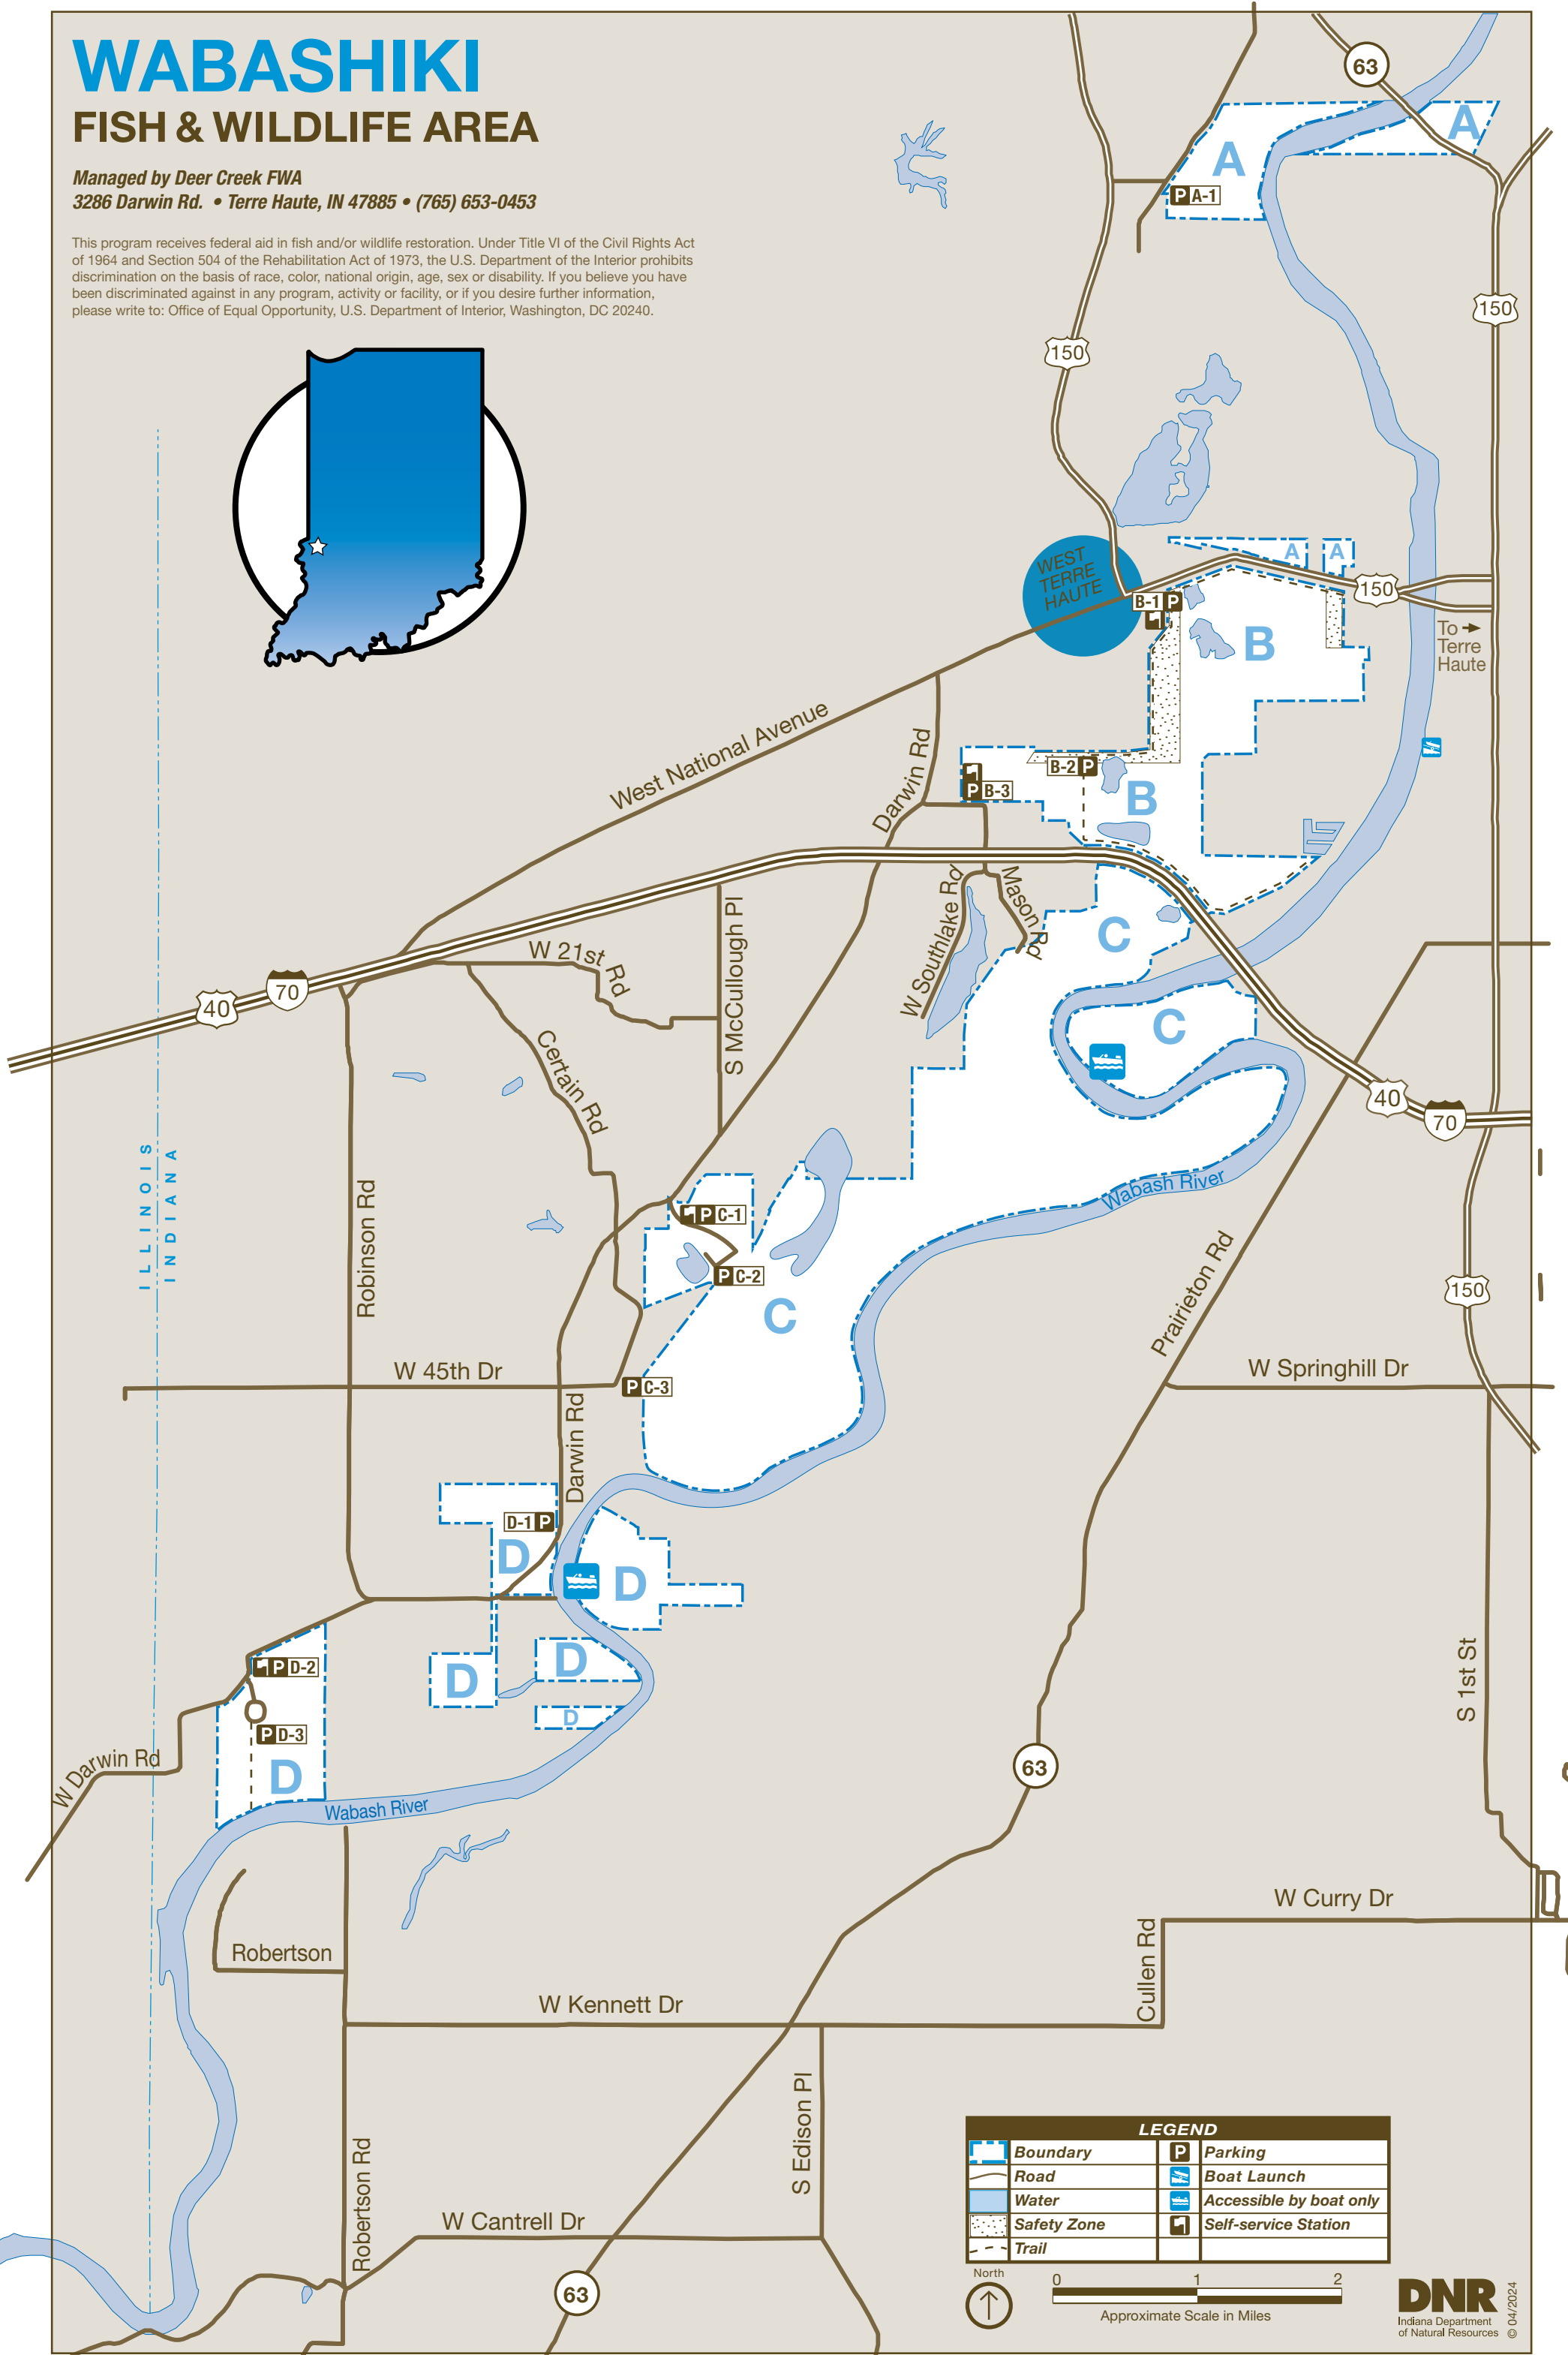 WABASHIKI
FISH & WILDLIFE AREA
Managed by Deer Creek FWA
3286 Darwin Rd. • Terre Haute, IN 47885 • (765) 653-0453
This program receives federal aid in fish and/or wildlife restoration. Under Title VI of the Civil Rights Act
of 1964 and Section 504 of the Rehabilitation Act of 1973, the U.S. Department of the Interior prohibits
discrimination on the basis of race, color, national origin, age, sex or disability. If you believe you have
been discriminated against in any program, activity or facility, or if you desire further information,
please write to: Office of Equal Opportunity, U.S. Department of Interior, Washington, DC 20240.
63
A
A
P A-1
150
150
WEST
TERRE
HAUTE
A
A
150
B-1 P
B
To
Terre
Haute
West National Avenue
Darwin Rd
B-2 P
P B-3
B
W Southlake Rd
Mason Rd
C
W 21st Rd
S McCullough Pl
40
70
C
Certain Rd
40
70
ILLINOIS
INDIANA
Robinson Rd
Wabash River
P C-1
P C-2
C
Prairieton Rd
150
W 45th Dr
P C-3
W Springhill Dr
Darwin Rd
D-1 P
D
D
D
D
D
P D-2
P D-3
D
W Darwin Rd
Wabash River
S 1st St
63
W Curry Dr
Robertson
Cullen Rd
W Kennett Dr
S Edison Pl
Robertson Rd
W Cantrell Dr
63
LEGEND
Boundary
P Parking
Road
Boat Launch
Water
Accessible by boat only
Safety Zone
Self-service Station
Trail
North
0 1 2
Approximate Scale in Miles
DNR
Indiana Department
of Natural Resources
© 04/2024